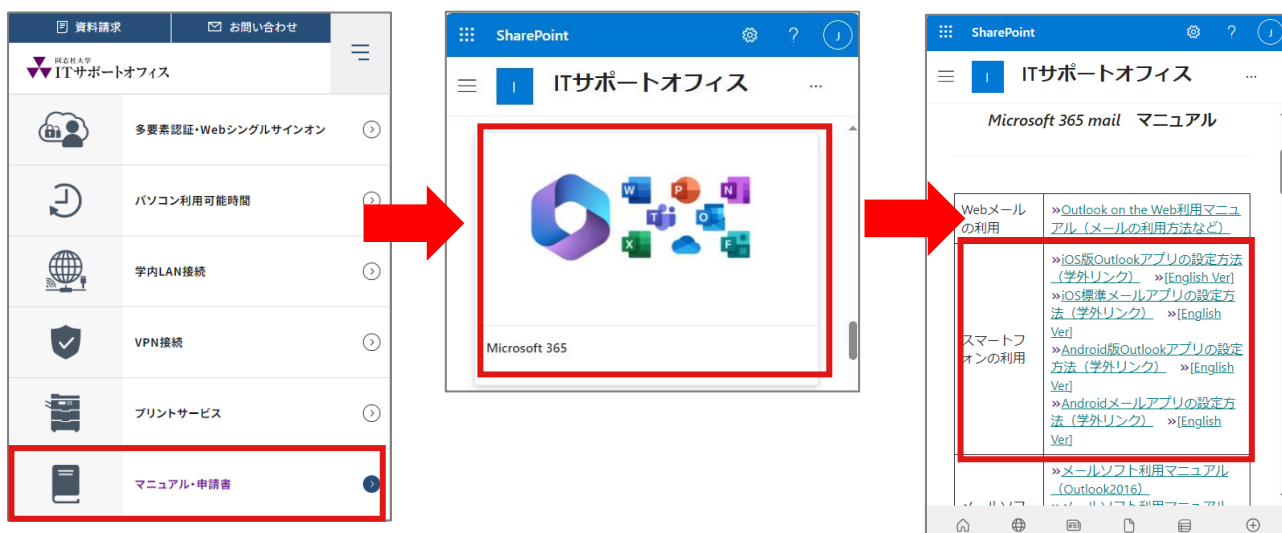 資料請求
お問い合わせ
同志社大学
ITサポートオフィス
多要素認証・Webシングルサインオン
パソコン利用可能時間
学内LAN接続
VPN接続
プリントサービス
マニュアル・申請書
SharePoint
?
J
I
ITサポートオフィス
...
W
P
N
T
O
X
F
Microsoft 365
SharePoint
?
J
I
ITサポートオフィス
...
Microsoft 365 mail マニュアル
Webメール
の利用
»Outlook on the Web利用マニュ
アル（メールの利用方法など）
スマートフ
ォンの利用
»iOS版Outlookアプリの設定方法
（学外リンク） »[English Ver]
»iOS標準メールアプリの設定方
法（学外リンク） »[English
Ver]
»Android版Outlookアプリの設定
方法（学外リンク） »[English
Ver]
»Androidメールアプリの設定方
法（学外リンク） »[English
Ver]
»メールソフト利用マニュアル
（Outlook2016）